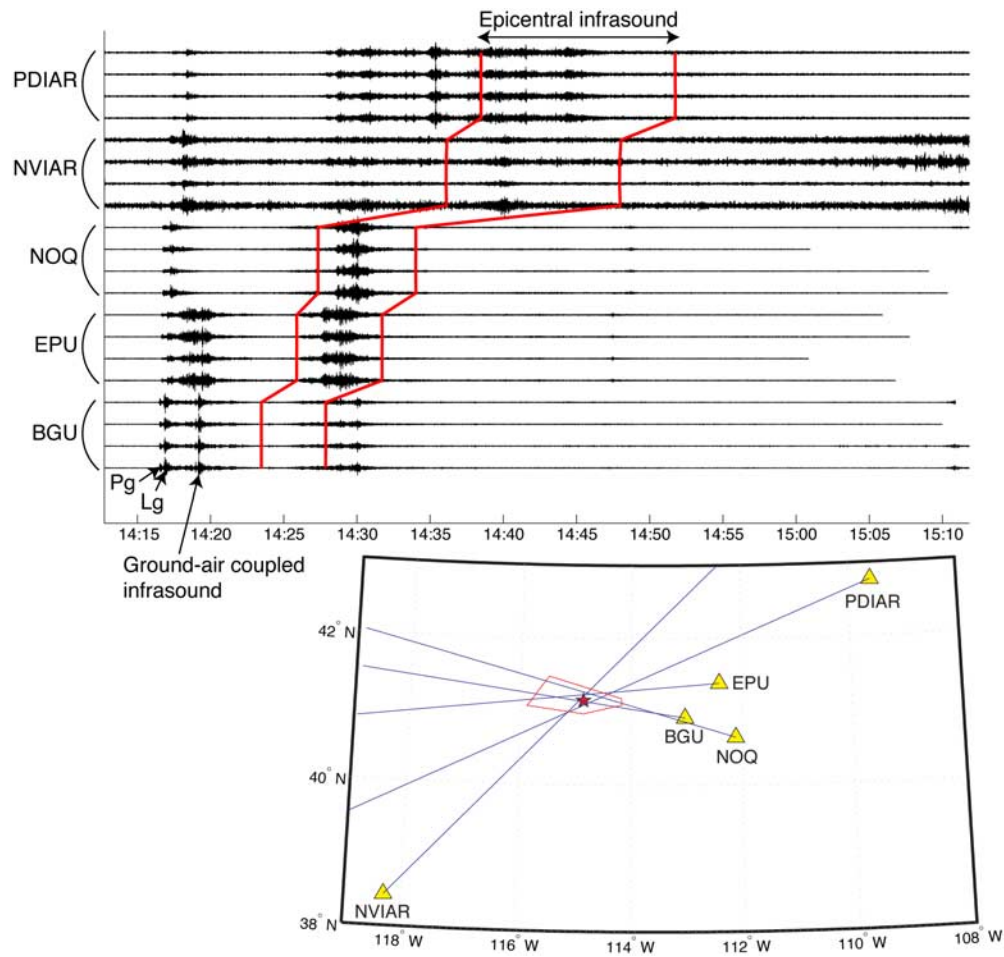 Epicentral infrasound
PDIAR
NVIAR
NOQ
EPU
BGU
Pg
Lg
14:15 14:20 14:25 14:30 14:35 14:40 14:45 14:50 14:55 15:00 15:05 15:10
Ground-air coupled
infrasound
42° N
40° N
38° N
PDIAR
EPU
BGU
NOQ
NVIAR
118° W 116° W 114° W 112° W 110° W 108° W